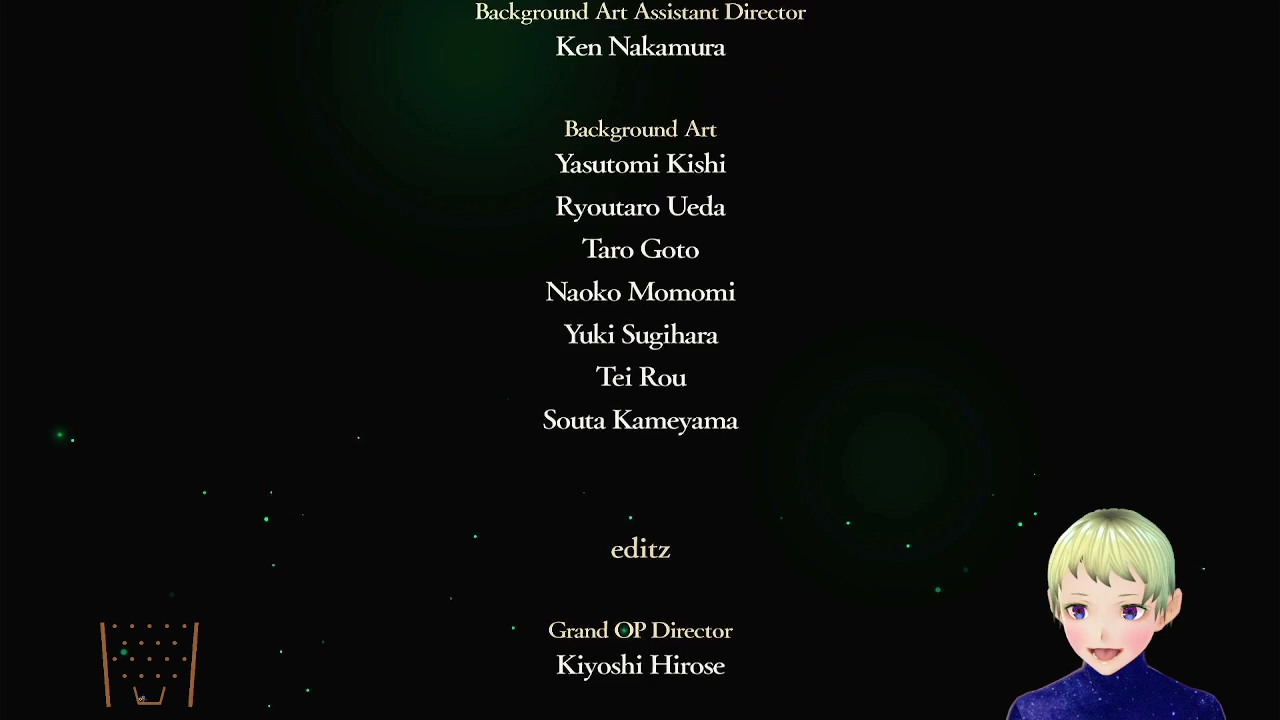 Background Art Assistant Director
Ken Nakamura
Background Art
Yasutomi Kishi
Ryoutaro Ueda
Taro Goto
Naoko Momomi
Yuki Sugihara
Tei Rou
Souta Kameyama
editz
Grand OP Director
Kiyoshi Hirose